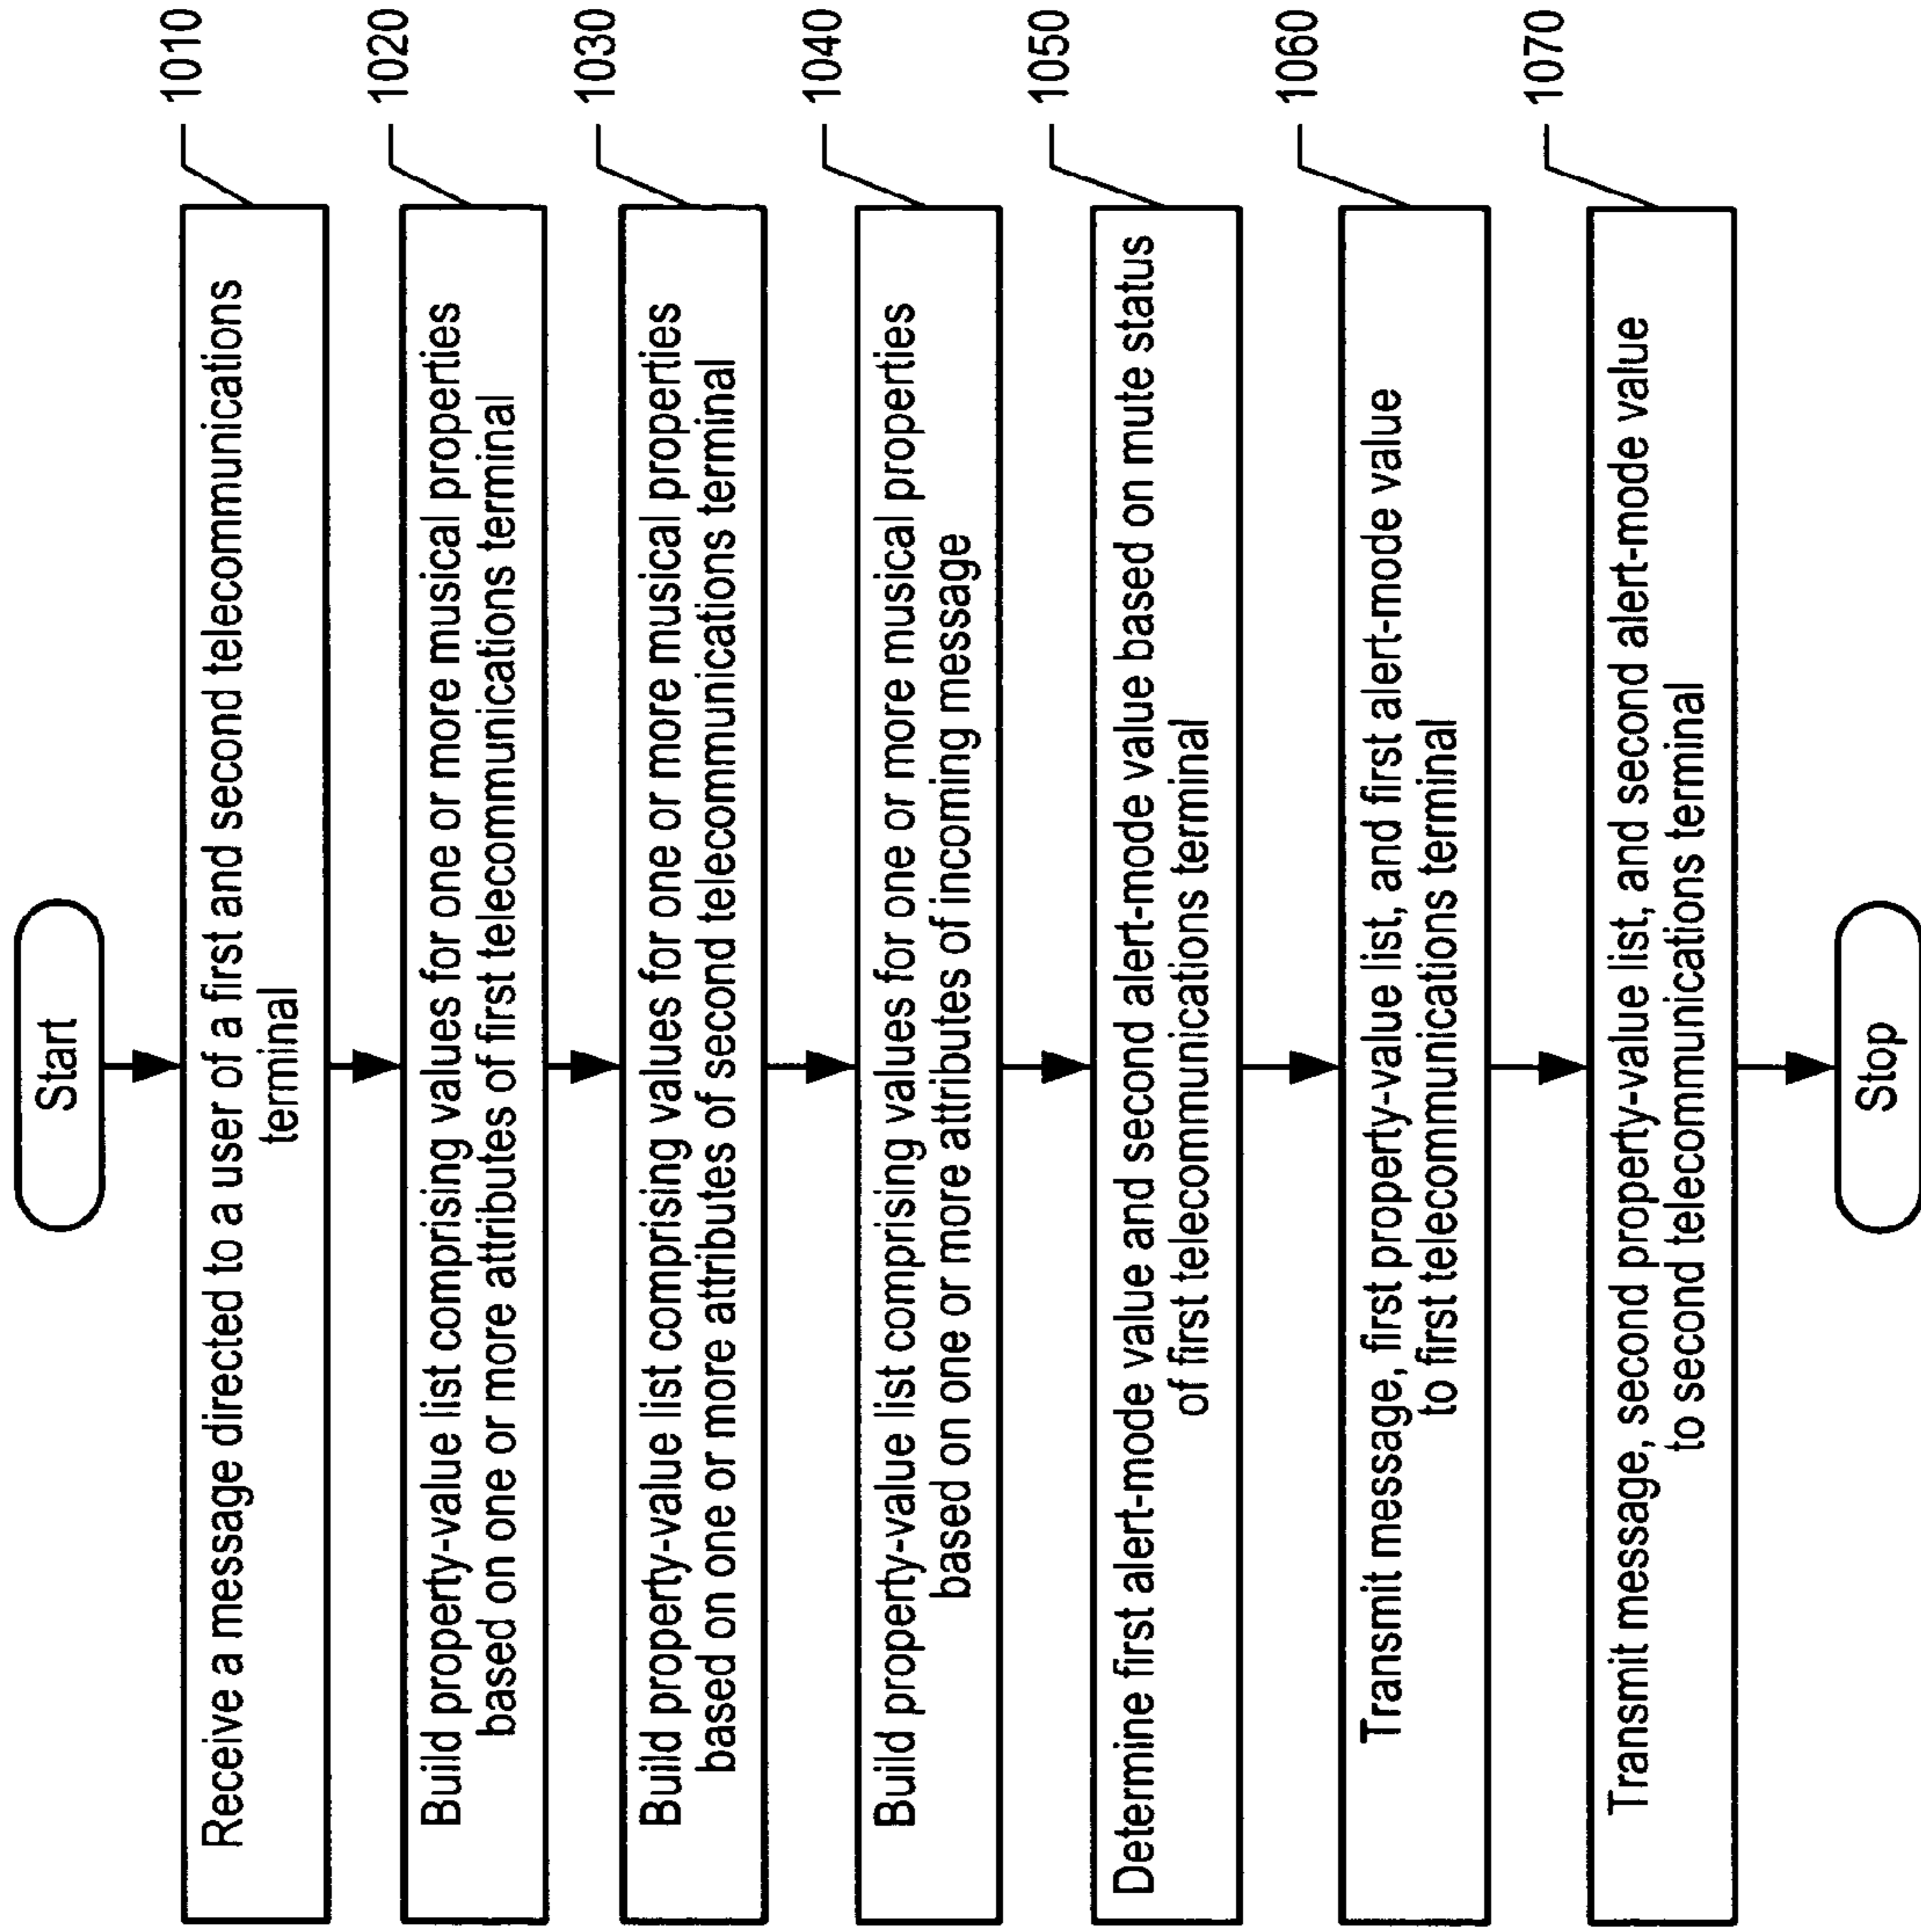 Start
Receive a message directed to a user of a first and second telecommunications
terminal
1010
Build property-value list comprising values for one or more musical properties
based on one or more attributes of first telecommunications terminal
1020
Build property-value list comprising values for one or more musical properties
based on one or more attributes of second telecommunications terminal
1030
Build property-value list comprising values for one or more musical properties
based on one or more attributes of incoming message
1040
Determine first alert-mode value and second alert-mode value based on mute status
of first telecommunications terminal
1050
Transmit message, first property-value list, and first alert-mode value
to first telecommunications terminal
1060
Transmit message, second property-value list, and second alert-mode value
to second telecommunications terminal
1070
Stop